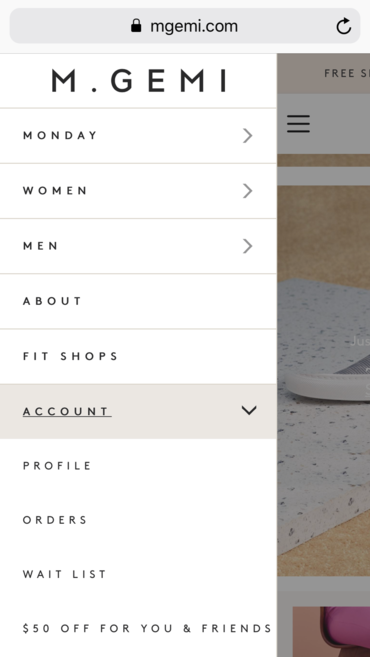 mgemi.com
M.GEMI
FREE
MONDAY
WOMEN
MEN
ABOUT
FIT SHOPS
ACCOUNT
PROFILE
ORDERS
WAIT LIST
$50 OFF FOR YOU & FRIENDS